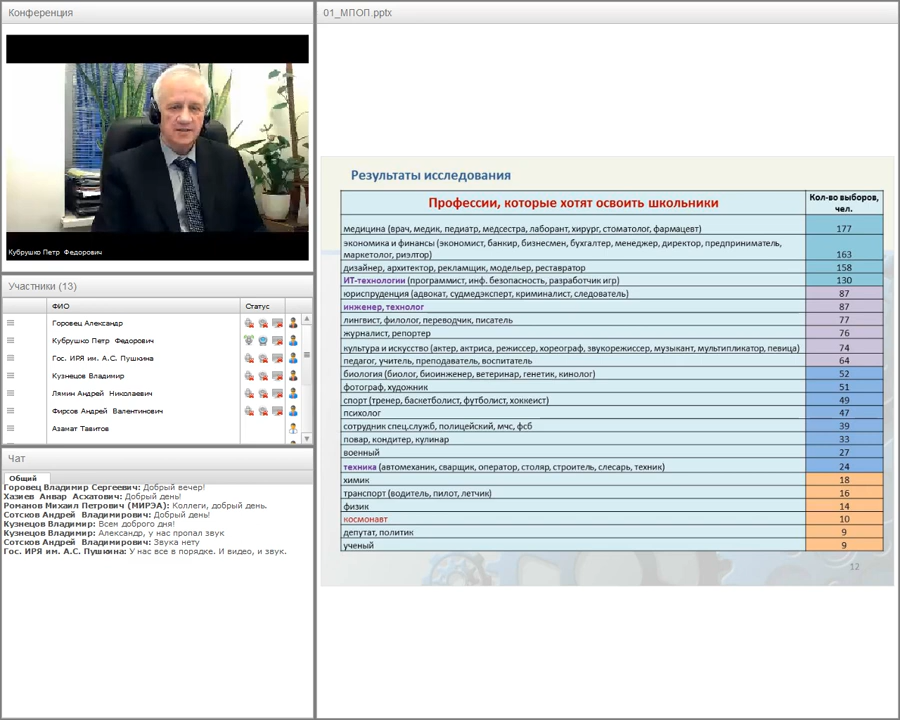 Конференция
Кубрушко Петр Федорович
Участники (13)
ФИО Статус
Горовец Александр
Кубрушко Петр Федорович
Гос. ИРЯ им. А.С. Пушкина
Кузнецов Владимир
Лямин Андрей Николаевич
Фирсов Андрей Валентинович
Азамат Тавитов
Чат
Общий
Горовец Владимир Сергеевич: Добрый вечер!
Хазиев Анвар Асхатович: Добрый день!
Романов Михаил Петрович (МИРЭА): Коллеги, добрый день.
Сотсков Андрей Владимирович: Добрый день!
Кузнецов Владимир: Всем доброго дня!
Кузнецов Владимир: Александр, у нас пропал звук
Сотсков Андрей Владимирович: Звука нету
Гос. ИРЯ им. А.С. Пушкина: У нас все в порядке. И видео, и звук.
01_МПОП.pptx
Результаты исследования
Профессии, которые хотят освоить школьники Кол-во выборов, чел.
медицина (врач, медик, педиатр, медсестра, лаборант, хирург, стоматолог, фармацевт) 177
экономика и финансы (экономист, банкир, бизнесмен, бухгалтер, менеджер, директор, предприниматель,
маркетолог, риэлтор) 163
дизайнер, архитектор, рекламщик, модельер, реставратор 158
ИТ-технологии (программист, инф. безопасность, разработчик игр) 130
юриспруденция (адвокат, судмедэксперт, криминалист, следователь) 87
инженер, технолог 87
лингвист, филолог, переводчик, писатель 77
журналист, репортер 76
культура и искусство (актер, актриса, режиссер, хореограф, звукорежиссер, музыкант, мультипликатор, певица) 74
педагог, учитель, преподаватель, воспитатель 64
биология (биолог, биоинженер, ветеринар, генетик, кинолог) 52
фотограф, художник 51
спорт (тренер, баскетболист, футболист, хоккеист) 49
психолог 47
сотрудник спец.служб, полицейский, мчс, фсб 39
повар, кондитер, кулинар 33
военный 27
техника (автомеханик, сварщик, оператор, столяр, строитель, слесарь, техник) 24
химик 18
транспорт (водитель, пилот, летчик) 16
физик 14
космонавт 10
депутат, политик 9
ученый 9
12